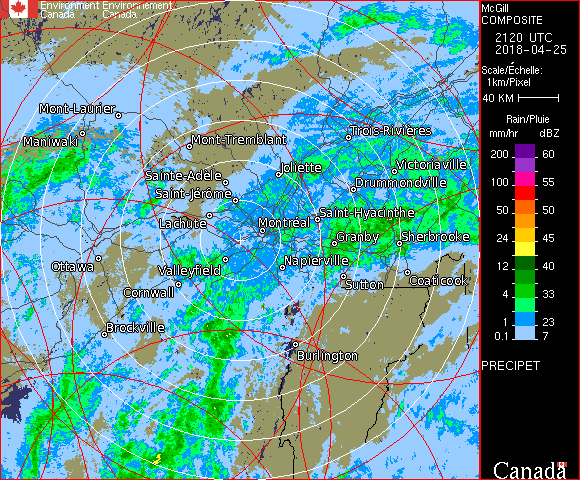 Environment Environnement
Canada Canada
McGill
COMPOSITE
2120 UTC
2018-04-25
Scale/Échelle:
1km/Pixel
40 KM
Rain/Pluie
mm/hr dBZ
200 60
100 55
50 50
24 45
12 40
4 33
1 23
0.1 7
PRECIPET
Canada
Mont-Laurier
Maniwaki
Mont-Tremblant
Trois-Rivières
Joliette
Victoriaville
Sainte-Adèle
Drummondville
Saint-Jérôme
Saint-Hyacinthe
Lachute
Montréal
Granby
Sherbrooke
Ottawa
Valleyfield
Napierville
Cornwall
Sutton
Coaticook
Brockville
Burlington